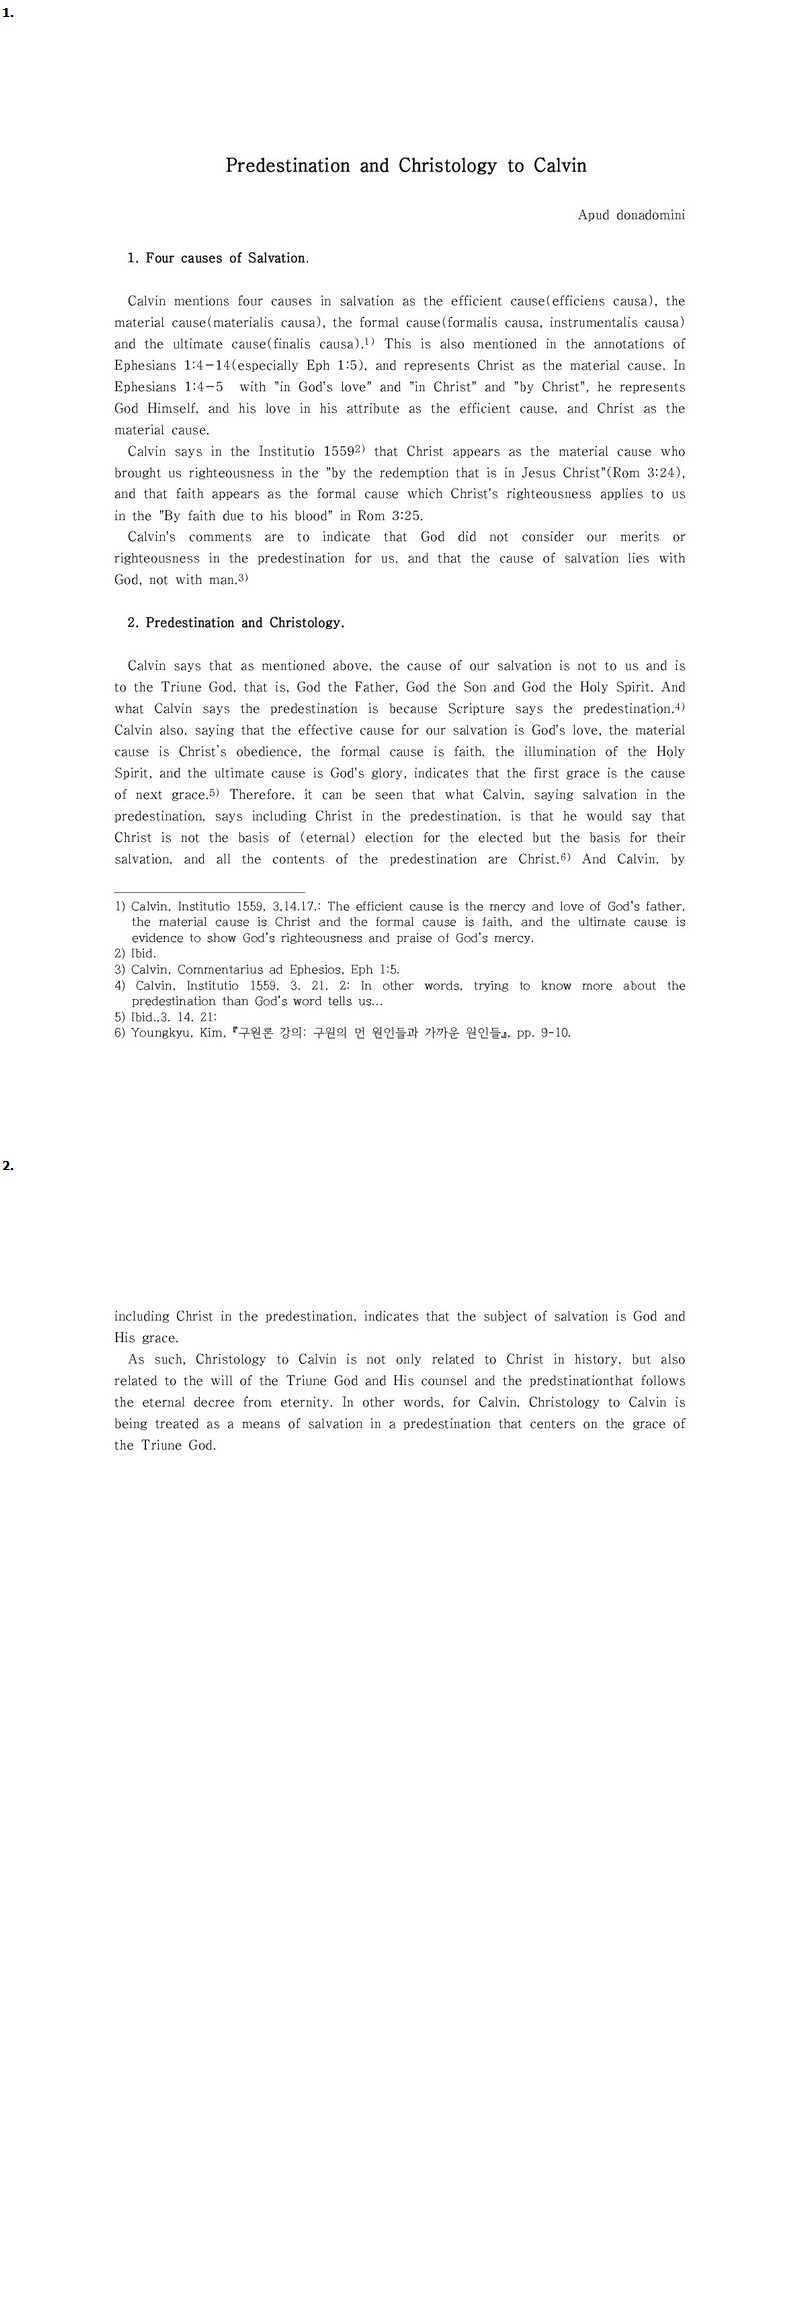 1.
Predestination and Christology to Calvin
Apud donadomini
1. Four causes of Salvation.
Calvin mentions four causes in salvation as the efficient cause(efficiens causa), the
material cause(materialis causa), the formal cause(formalis causa, instrumentalis causa)
and the ultimate cause(finalis causa).1) This is also mentioned in the annotations of
Ephesians 1:4-14(especially Eph 1:5), and represents Christ as the material cause. In
Ephesians 1:4-5 with "in God's love" and "in Christ" and "by Christ", he represents
God Himself, and his love in his attribute as the efficient cause, and Christ as the
material cause.
Calvin says in the Institutio 15592) that Christ appears as the material cause who
brought us righteousness in the "by the redemption that is in Jesus Christ"(Rom 3:24),
and that faith appears as the formal cause which Christ's righteousness applies to us
in the "By faith due to his blood" in Rom 3:25.
Calvin's comments are to indicate that God did not consider our merits or
righteousness in the predestination for us, and that the cause of salvation lies with
God, not with man.3)
2. Predestination and Christology.
Calvin says that as mentioned above, the cause of our salvation is not to us and is
to the Triune God, that is, God the Father, God the Son and God the Holy Spirit. And
what Calvin says the predestination is because Scripture says the predestination.4)
Calvin also, saying that the effective cause for our salvation is God's love, the material
cause is Christ`s obedience, the formal cause is faith, the illumination of the Holy
Spirit, and the ultimate cause is God's glory, indicates that the first grace is the cause
of next grace.5) Therefore, it can be seen that what Calvin, saying salvation in the
predestination, says including Christ in the predestination, is that he would say that
Christ is not the basis of (eternal) election for the elected but the basis for their
salvation, and all the contents of the predestination are Christ.6) And Calvin, by
1) Calvin, Institutio 1559, 3,14.17.: The efficient cause is the mercy and love of God's father,
the material cause is Christ and the formal cause is faith, and the ultimate cause is
evidence to show God's righteousness and praise of God's mercy.
2) Ibid.
3) Calvin, Commentarius ad Ephesios, Eph 1:5.
4) Calvin, Institutio 1559, 3. 21. 2: In other words, trying to know more about the
predestination than God's word tells us...
5) Ibid.,3. 14. 21:
6) Youngkyu, Kim, 『구원론 강의: 구원의 먼 원인들과 가까운 원인들』, pp. 9-10.
2.
including Christ in the predestination, indicates that the subject of salvation is God and
His grace.
As such, Christology to Calvin is not only related to Christ in history, but also
related to the will of the Triune God and His counsel and the predstinationthat follows
the eternal decree from eternity. In other words, for Calvin, Christology to Calvin is
being treated as a means of salvation in a predestination that centers on the grace of
the Triune God.